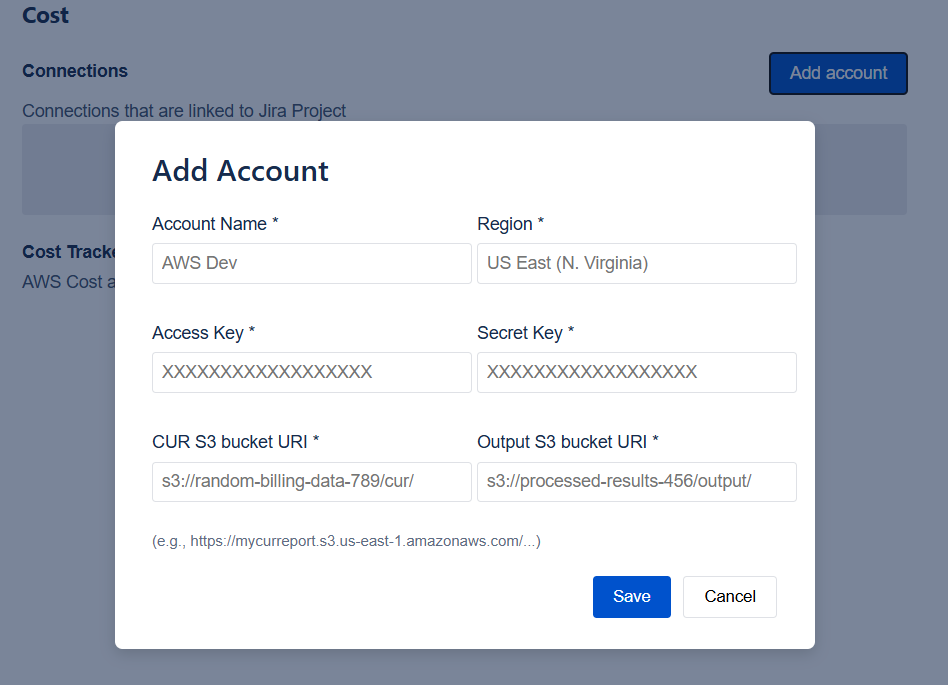 Cost
Connections
Add account
Connections that are linked to Jira Project
Add Account
Account Name *
Region *
AWS Dev
US East (N. Virginia)
Cost Tracke
AWS Cost a
Access Key *
Secret Key *
XXXXXXXXXXXXXXXXXX
XXXXXXXXXXXXXXXXXX
CUR S3 bucket URI *
Output S3 bucket URI *
s3://random-billing-data-789/cur/
s3://processed-results-456/output/
(e.g., https://mycurreport.s3.us-east-1.amazonaws.com/...)
Save
Cancel